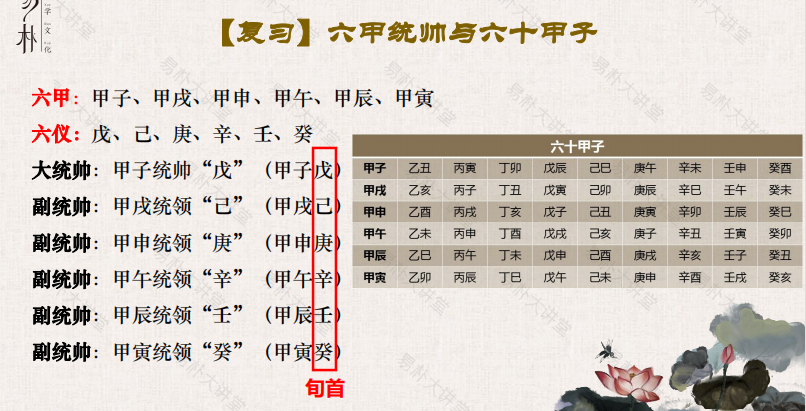 易朴
字文化
【复习】六甲统帅与六十甲子
六甲：甲子、甲戌、甲申、甲午、甲辰、甲寅
六仪：戊、己、庚、辛、壬、癸
大统帅：甲子统帅“戊”（甲子戊）
副统帅：甲戌统领“己”（甲戌己）
副统帅：甲申统领“庚”（甲申庚）
副统帅：甲午统领“辛”（甲午辛）
副统帅：甲辰统领“壬”（甲辰壬）
副统帅：甲寅统领“癸”（甲寅癸）
旬首
六十甲子
甲子 乙丑 丙寅 丁卯 戊辰 己巳 庚午 辛未 壬申 癸酉
甲戌 乙亥 丙子 丁丑 戊寅 己卯 庚辰 辛巳 壬午 癸未
甲申 乙酉 丙戌 丁亥 戊子 己丑 庚寅 辛卯 壬辰 癸巳
甲午 乙未 丙申 丁酉 戊戌 己亥 庚子 辛丑 壬寅 癸卯
甲辰 乙巳 丙午 丁未 戊申 己酉 庚戌 辛亥 壬子 癸丑
甲寅 乙卯 丙辰 丁巳 戊午 己未 庚申 辛酉 壬戌 癸亥
易朴大讲堂